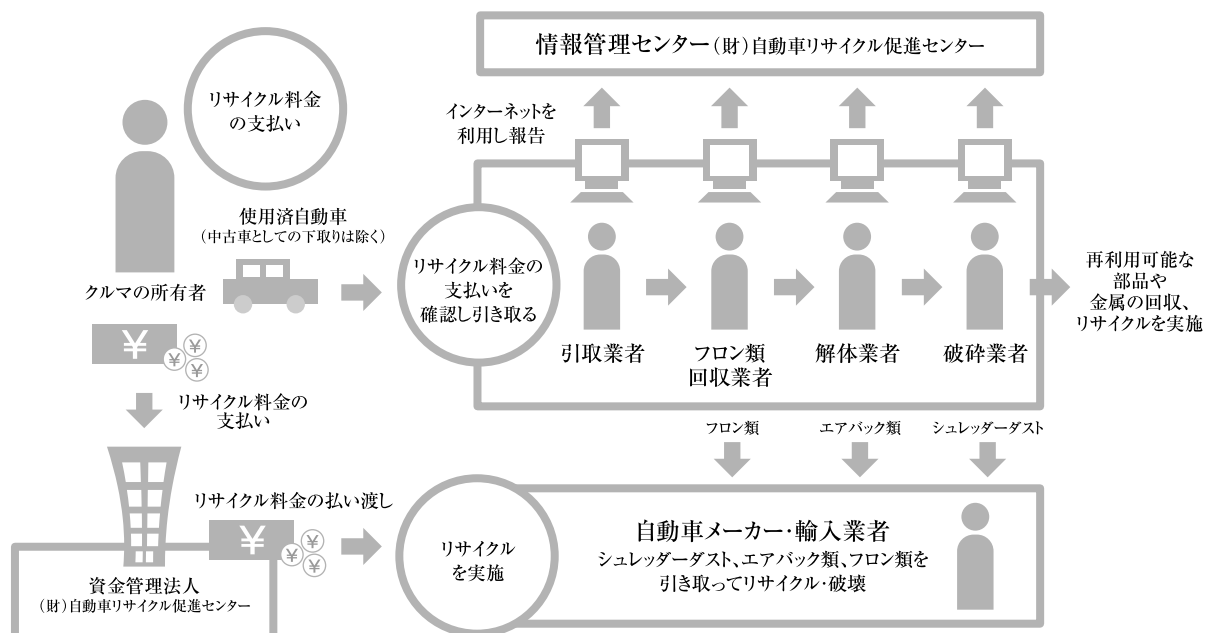 情報管理センター(財)自動車リサイクル促進センター
リサイクル料金
の支払い
インターネットを
利用し報告
使用済自動車
(中古車としての下取りは除く)
クルマの所有者
リサイクル料金の
支払いを
確認し引き取る
引取業者
フロン類
回収業者
解体業者
破砕業者
再利用可能な
部品や
金属の回収、
リサイクルを実施
¥
¥
¥
¥
リサイクル料金の
支払い
フロン類
エアバック類
シュレッダーダスト
リサイクル料金の払い渡し
¥
¥
¥
¥
資金管理法人
(財)自動車リサイクル促進センター
リサイクル
を実施
自動車メーカー・輸入業者
シュレッダーダスト、エアバック類、フロン類を
引き取ってリサイクル・破壊